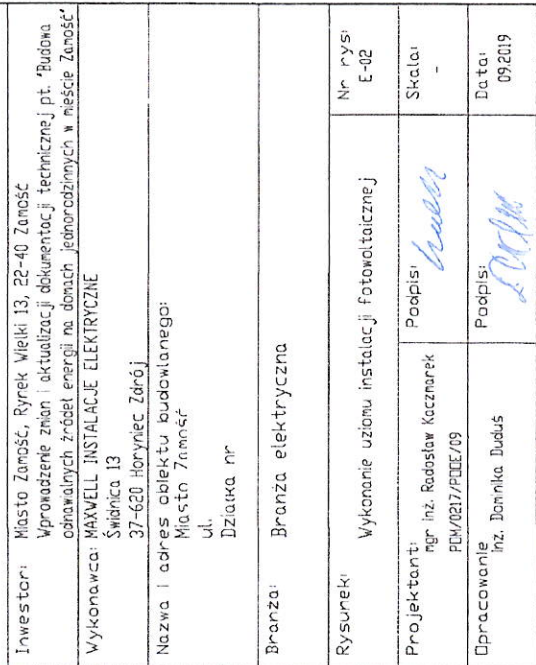 Inwestor: Miasto Zamość, Rynek Wielki 13, 22-40 Zamość
Wprowadzenie zmian i aktualizacji dokumentacji technicznej pt. "Budowa
odnawialnych źródeł energii na domach jednorodzinnych w mieście Zamość"
Wykonawca: MAXWELL INSTALACJE ELEKTRYCZNE
Świdnica 13
37-620 Horyniec Zdrój
Nazwa i adres obiektu budowlanego:
Miasto Zamość
ul.
Działka nr
Branża: Branża elektryczna
Rysunek: Wykonanie uziomu instalacji fotowoltaicznej
Nr rys:
E-02
Projektant:
mgr inż. Radosław Kaczmarek
POM/0217/POOE/09
Podpis:
Skala:
-
Opracowanie
inż. Dominika Duduś
Podpis:
Data:
09.2019